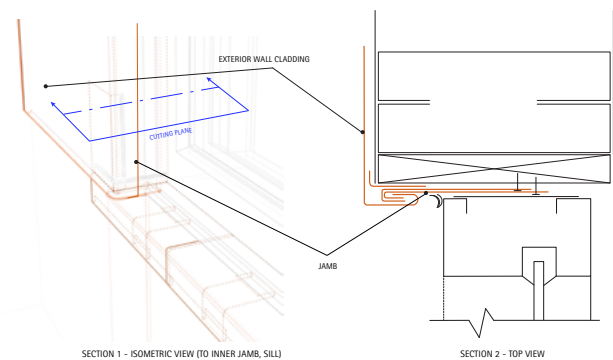 EXTERIOR WALL CLADDING
CUTTING PLANE
JAMB
SECTION 1 - ISOMETRIC VIEW (TO INNER JAMB, SILL)
SECTION 2 - TOP VIEW